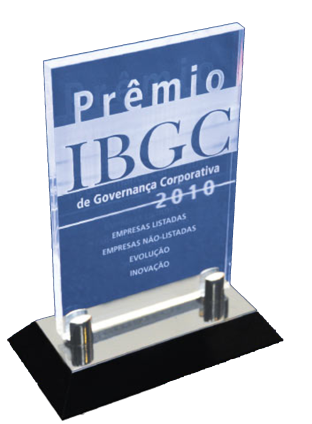 Prêmio
IBGC
de Governança Corporativa
2010
EMPRESAS LISTADAS
EMPRESAS NÃO-LISTADAS
EVOLUÇÃO
INOVAÇÃO